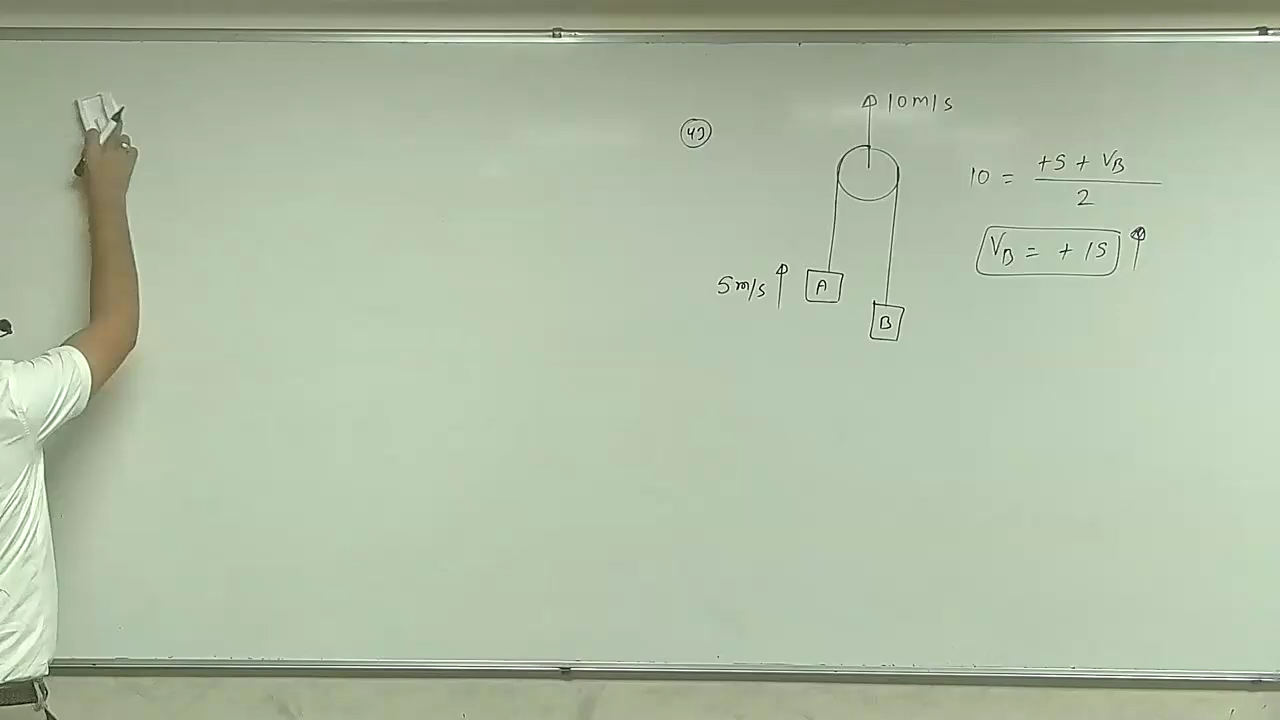 49
10 m/s
10 = +5 + VB / 2
VB = +15
5 m/s
A
B